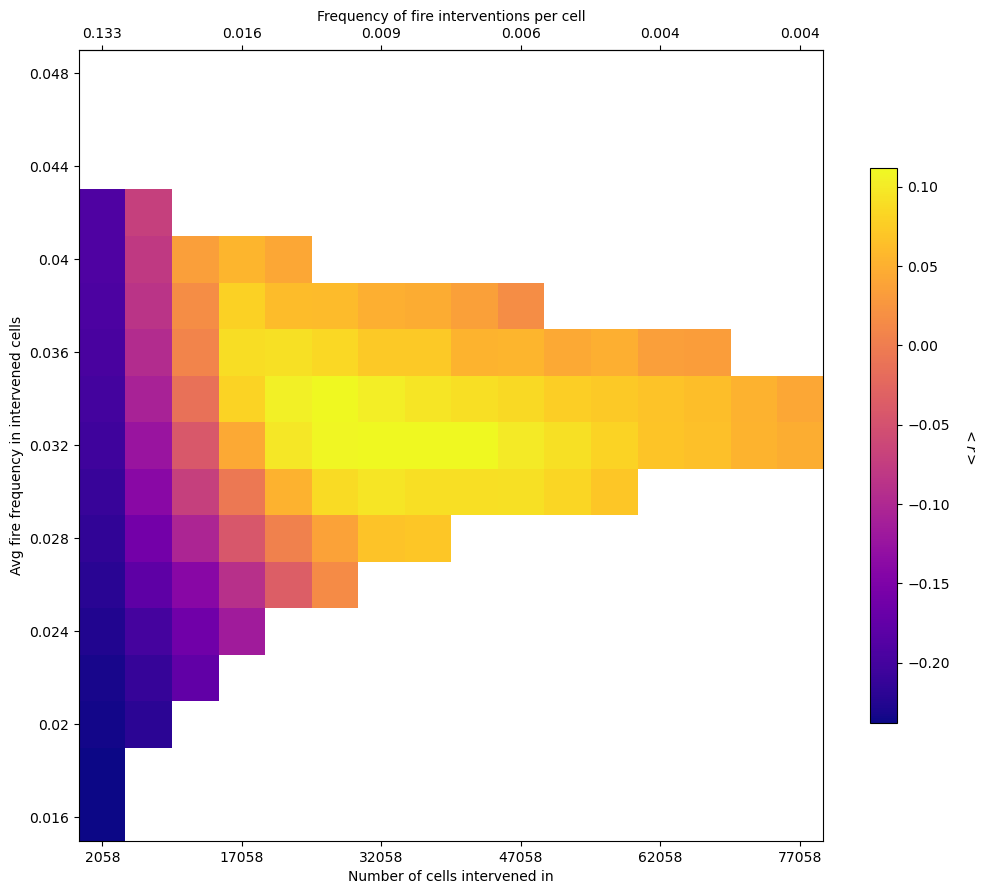 Frequency of fire interventions per cell
0.133 0.016 0.009 0.006 0.004 0.004
0.048
0.044
0.04
0.036
0.032
0.028
0.024
0.02
0.016
Avg fire frequency in intervened cells
2058 17058 32058 47058 62058 77058
Number of cells intervened in
0.10
0.05
0.00
−0.05
−0.10
−0.15
−0.20
<r>